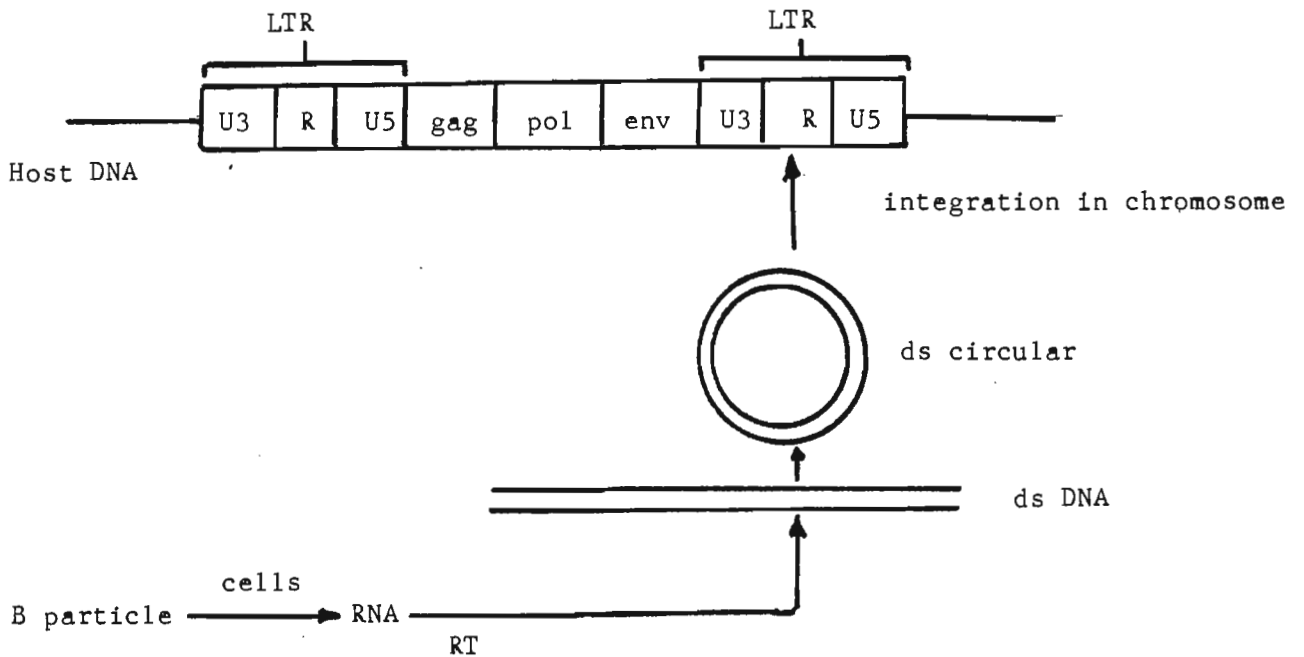 LTR LTR
U3 R U5 gag pol env U3 R U5
Host DNA
integration in chromosome
ds circular
ds DNA
cells
B particle RNA
RT